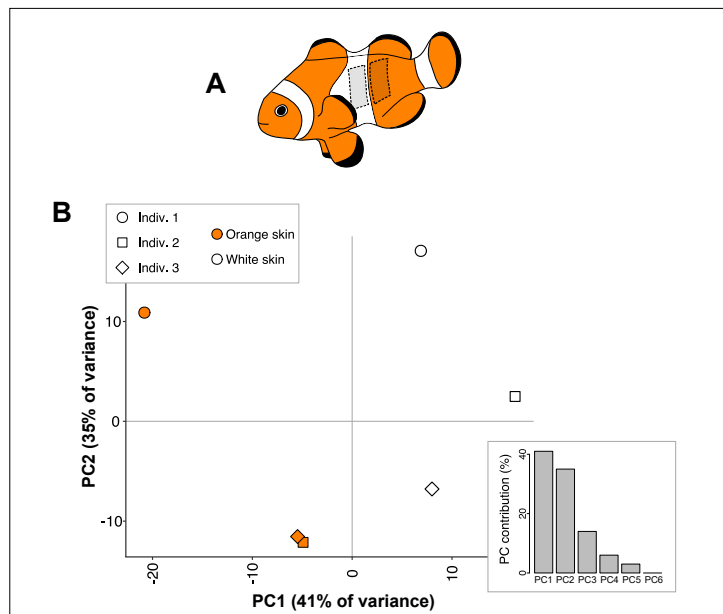 A
B
Indiv. 1
Indiv. 2
Indiv. 3
Orange skin
White skin
PC2 (35% of variance)
10
0
-10
-20
-10
0
10
PC1 (41% of variance)
PC contribution (%)
40
20
0
PC1 PC2 PC3 PC4 PC5 PC6